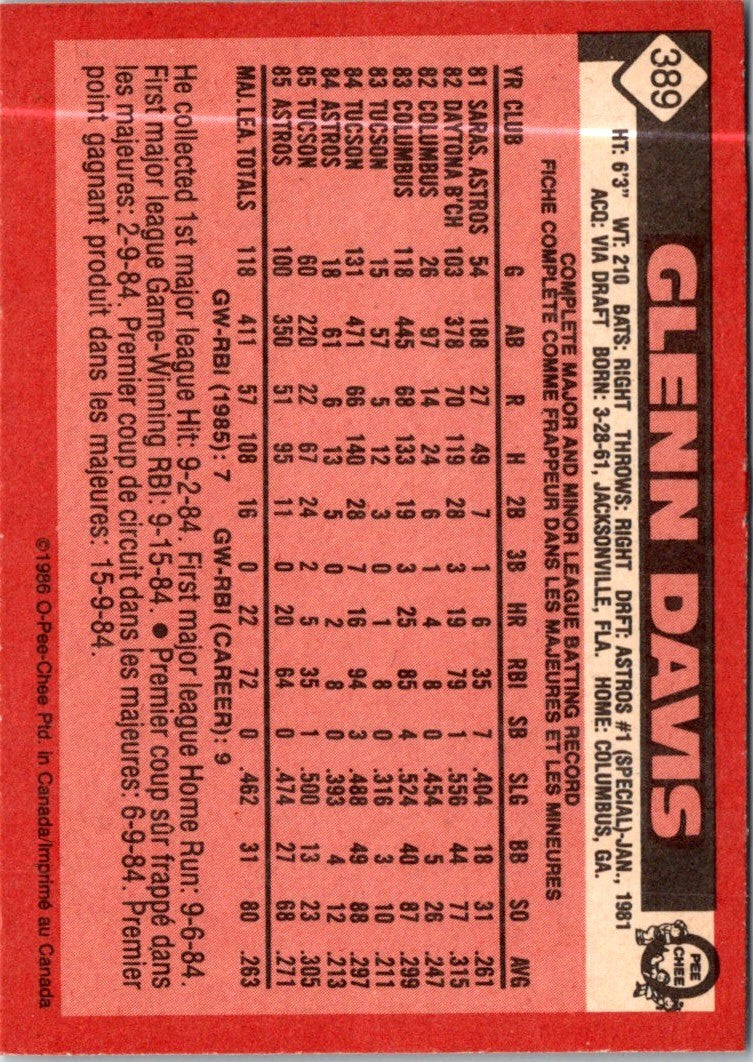 389
GLENN DAVIS
O PEE CHEE
HT: 6'3" WT: 210 BATS: RIGHT THROWS: RIGHT DRFT: ASTROS #1 (SPECIAL)-JAN., 1981
ACQ: VIA DRAFT BORN: 3-28-61, JACKSONVILLE, FLA. HOME: COLUMBUS, GA.
COMPLETE MAJOR AND MINOR LEAGUE BATTING RECORD
FICHE COMPLÈTE COMME FRAPPEUR DANS LES MAJEURES ET LES MINEURES
YR CLUB G AB R H 2B 3B HR RBI SB SLG BB SO AVG
81 SARAS. ASTROS 54 188 27 49 7 1 6 35 7 .404 18 31 .261
82 DAYTONA B'CH 103 378 70 119 28 3 19 79 1 .556 44 77 .315
82 COLUMBUS 26 97 14 24 6 1 4 8 0 .454 5 26 .247
83 COLUMBUS 118 445 68 133 19 3 25 85 4 .524 40 87 .299
83 TUCSON 15 57 5 12 3 0 1 8 0 .316 3 10 .211
84 TUCSON 131 471 66 140 28 7 16 94 3 .488 49 88 .297
84 ASTROS 18 61 6 13 5 0 2 8 0 .393 4 12 .213
85 TUCSON 60 220 22 67 24 2 5 35 1 .500 13 23 .305
85 ASTROS 100 350 51 95 11 0 20 64 0 .474 27 68 .271
MAJ. LEA. TOTALS 118 411 57 108 16 0 22 72 0 .462 31 80 .263
GW-RBI (1985): 7 GW-RBI (CAREER): 9
He collected 1st major league Hit: 9-2-84. First major league Home Run: 9-6-84.
First major league Game-Winning RBI: 9-15-84. ● Premier coup sûr frappé dans
les majeures: 2-9-84. Premier coup de circuit dans les majeures: 6-9-84. Premier
point gagnant produit dans les majeures: 15-9-84.
©1986 O-Pee-Chee Ptd. in Canada/Imprimé au Canada